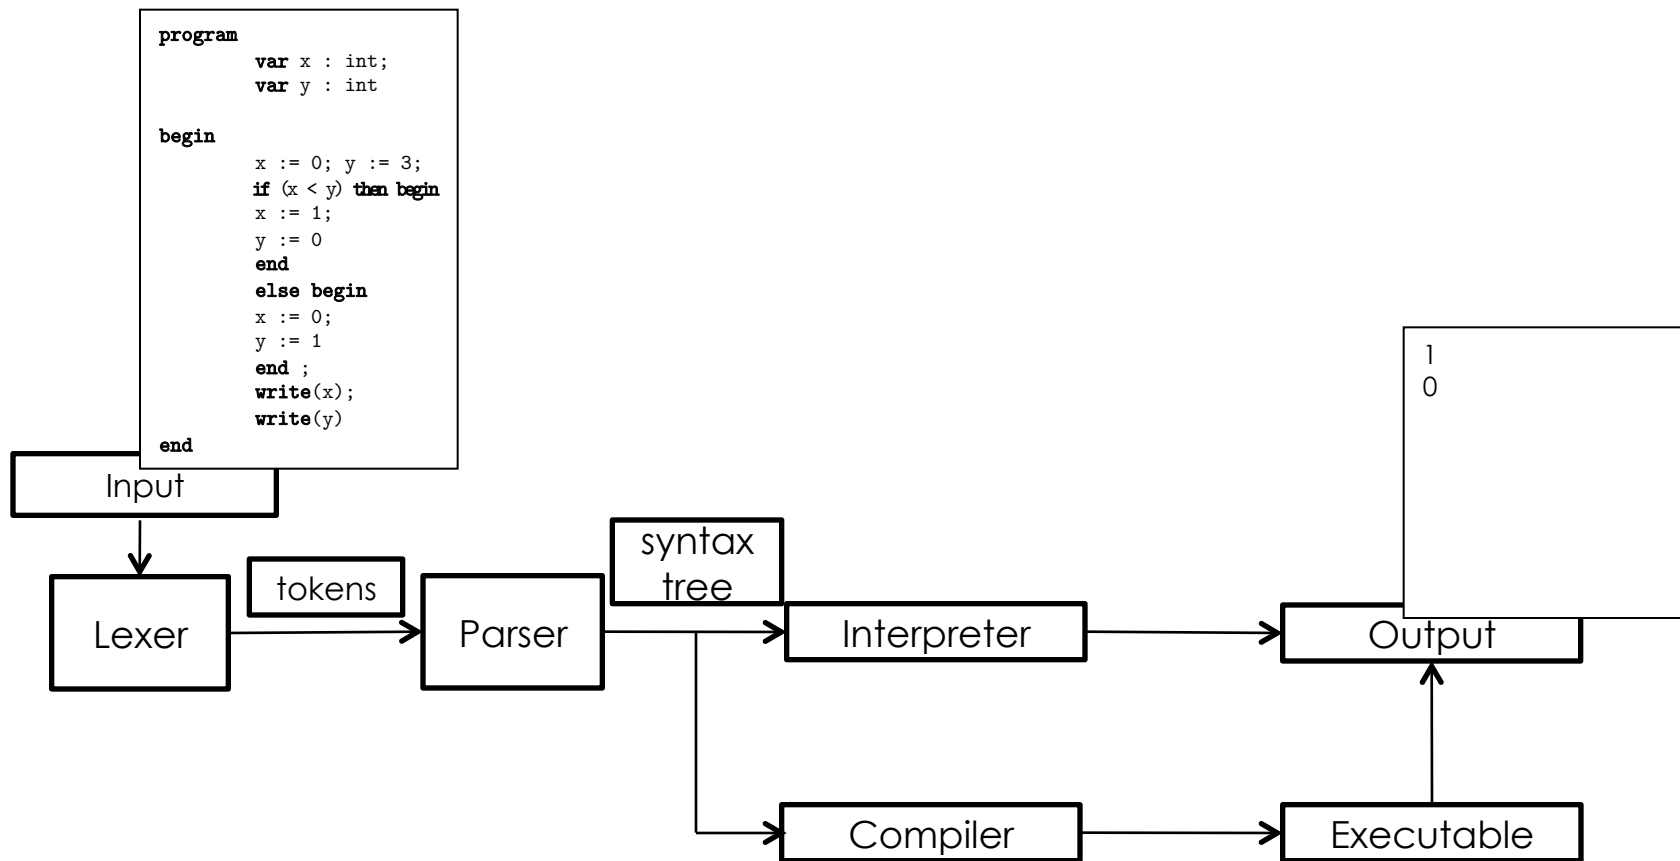 program
var x : int;
var y : int
begin
x := 0; y := 3;
if (x < y) then begin
x := 1;
y := 0
end
else begin
x := 0;
y := 1
end ;
write(x);
write(y)
end
1
0
Input
syntax
tree
tokens
Lexer
Parser
Interpreter
Output
Compiler
Executable